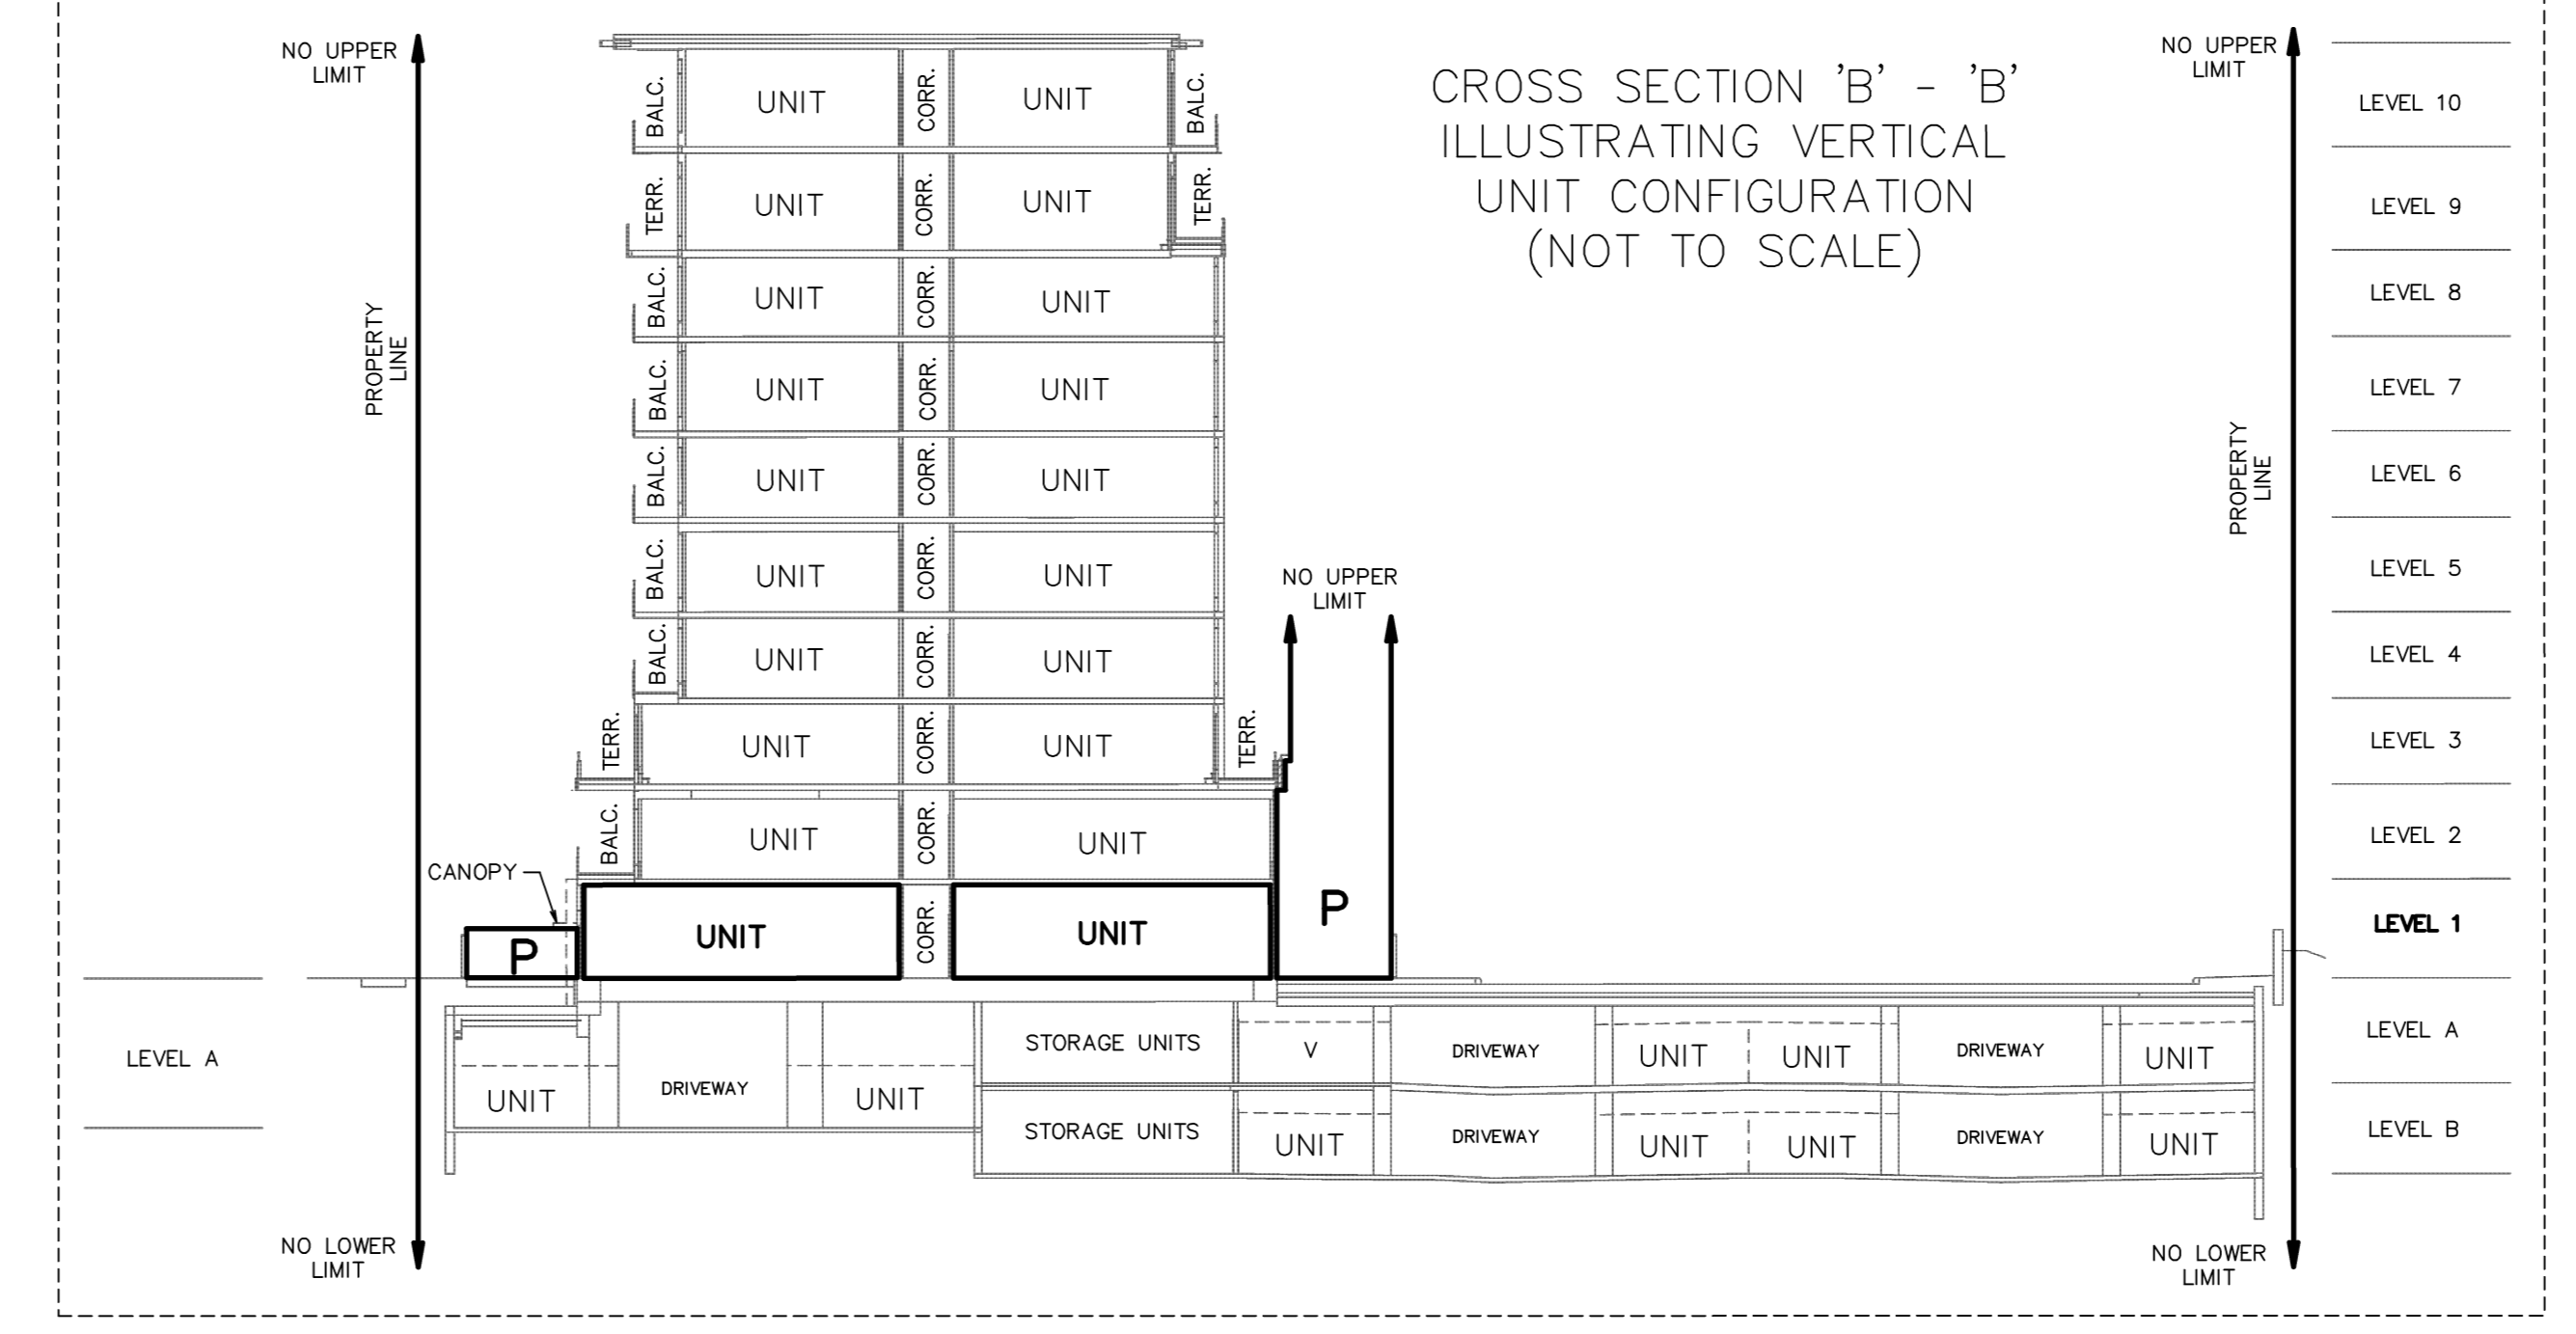 NO UPPER
LIMIT
CROSS SECTION 'B' - 'B'
ILLUSTRATING VERTICAL
UNIT CONFIGURATION
(NOT TO SCALE)
NO UPPER
LIMIT
BALC. UNIT CORR. UNIT BALC. LEVEL 10
TERR. UNIT CORR. UNIT TERR. LEVEL 9
BALC. UNIT CORR. UNIT LEVEL 8
PROPERTY
LINE
BALC. UNIT CORR. UNIT LEVEL 7
BALC. UNIT CORR. UNIT LEVEL 6
PROPERTY
LINE
BALC. UNIT CORR. UNIT LEVEL 5
NO UPPER
LIMIT
BALC. UNIT CORR. UNIT LEVEL 4
TERR. UNIT CORR. UNIT TERR. LEVEL 3
BALC. UNIT CORR. UNIT LEVEL 2
CANOPY
P UNIT CORR. UNIT P LEVEL 1
LEVEL A UNIT DRIVEWAY UNIT STORAGE UNITS V DRIVEWAY UNIT UNIT DRIVEWAY UNIT LEVEL A
STORAGE UNITS UNIT DRIVEWAY UNIT UNIT DRIVEWAY UNIT LEVEL B
NO LOWER
LIMIT
NO LOWER
LIMIT